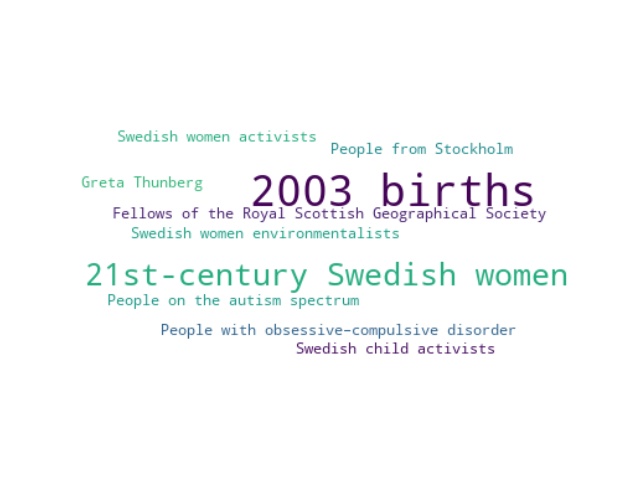 Swedish women activists
People from Stockholm
Greta Thunberg
2003 births
Fellows of the Royal Scottish Geographical Society
Swedish women environmentalists
21st-century Swedish women
People on the autism spectrum
People with obsessive-compulsive disorder
Swedish child activists